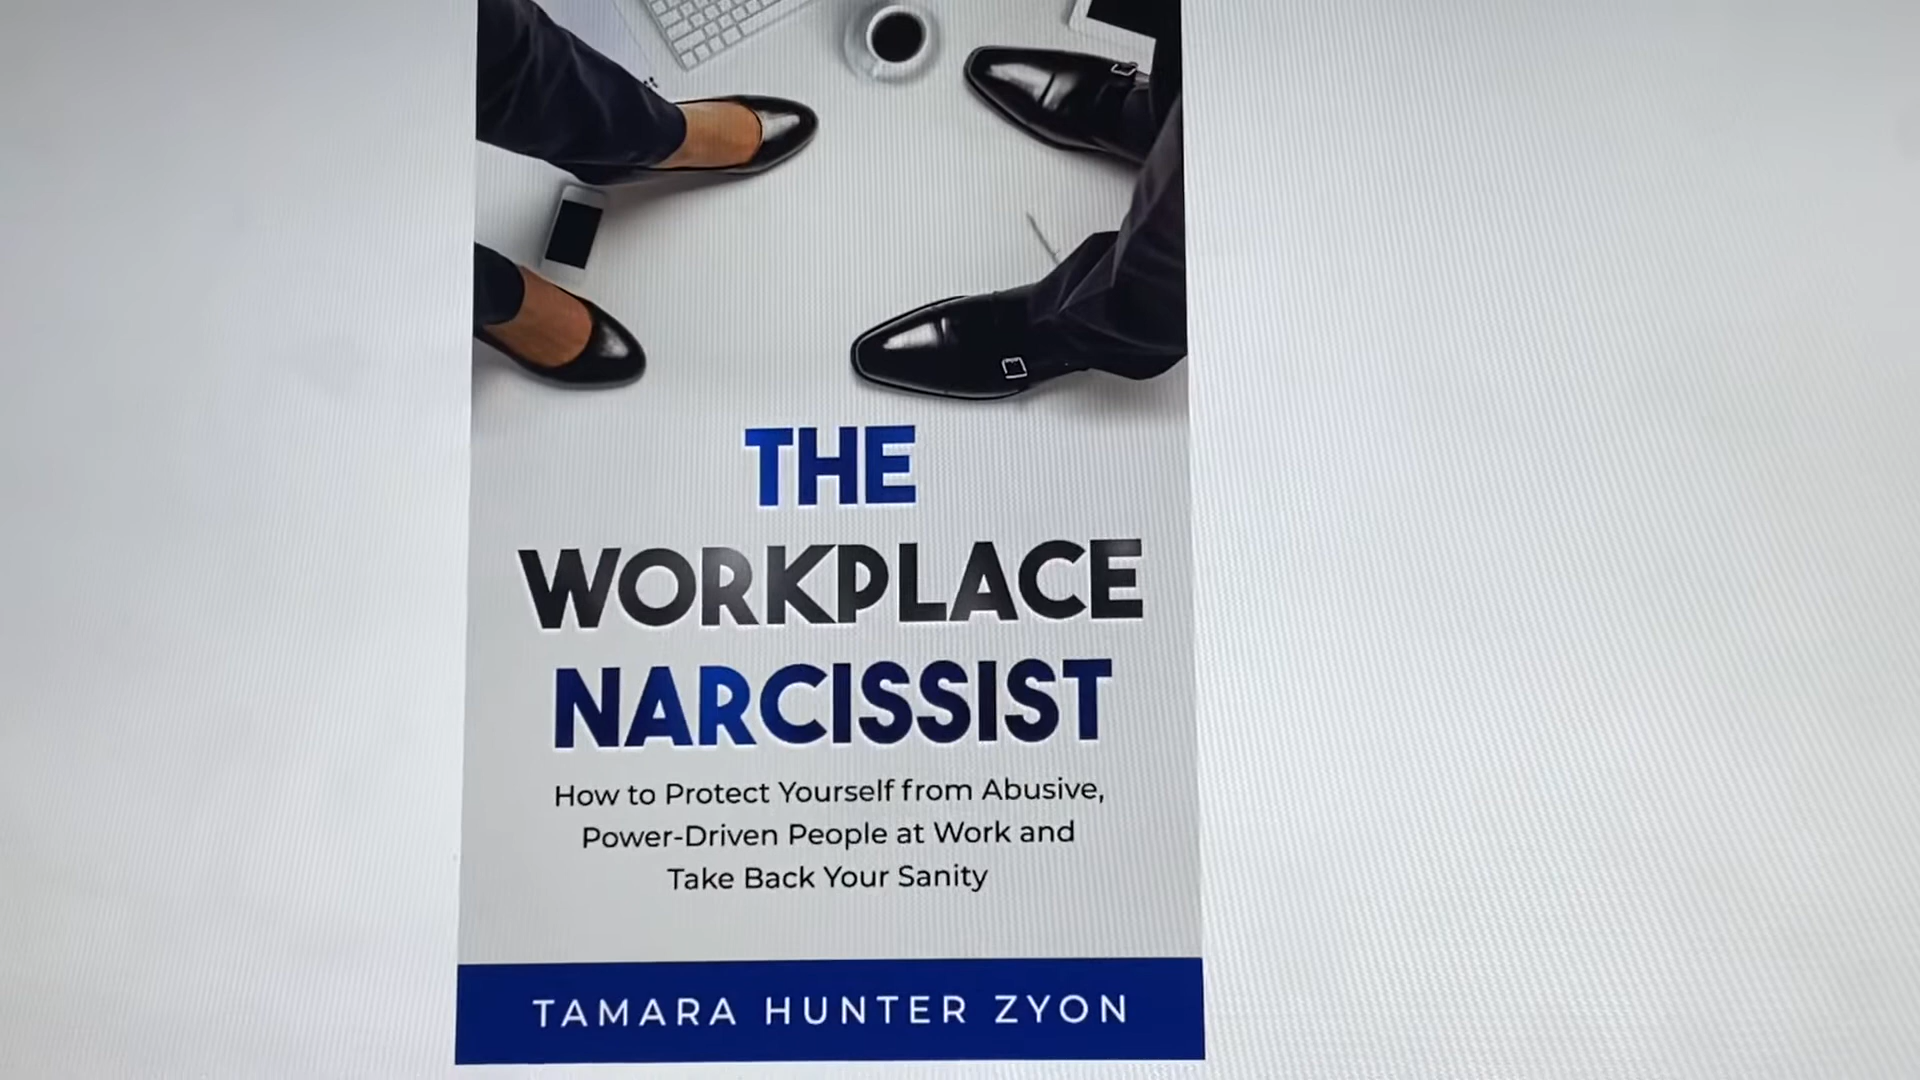 THE
WORKPLACE
NARCISSIST
How to Protect Yourself from Abusive,
Power-Driven People at Work and
Take Back Your Sanity
TAMARA HUNTER ZYON